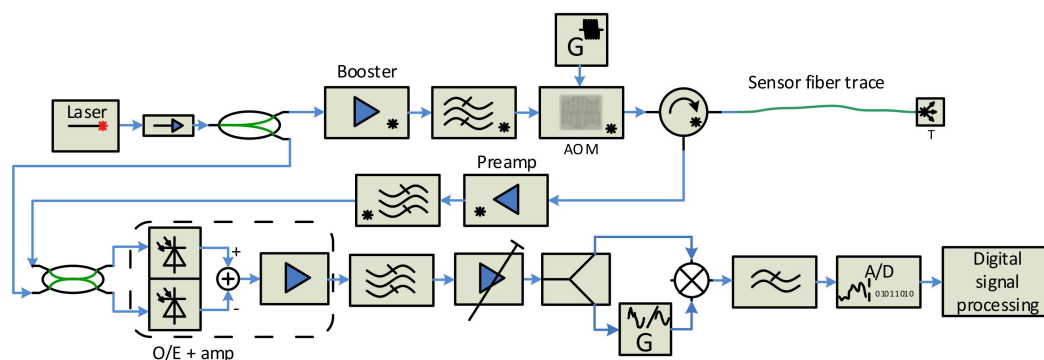 G
Booster
Sensor fiber trace
Laser
AOM
T
Preamp
+
-
A/D
01011010
Digital
signal
processing
G
O/E + amp